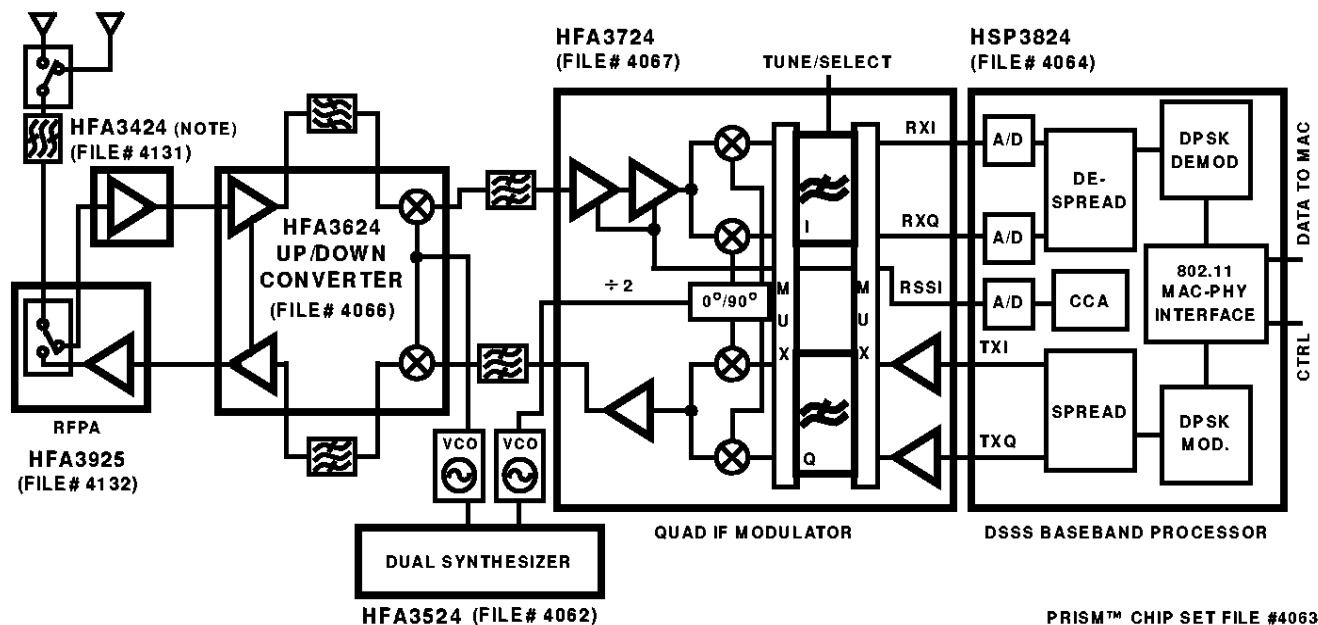 HFA3724
(FILE# 4067)
TUNE/SELECT
HSP3824
(FILE# 4064)
HFA3424 (NOTE)
(FILE# 4131)
RXI
A/D
DPSK
DEMOD
DE-
SPREAD
DATA TO MAC
HFA3624
UP/DOWN
CONVERTER
(FILE# 4066)
I
RXQ
A/D
÷2
0°/90°
M
U
X
M
U
X
RSSI
A/D
CCA
802.11
MAC-PHY
INTERFACE
TXI
CTRL
SPREAD
DPSK
MOD.
RFPA
HFA3925
(FILE# 4132)
VCO
VCO
Q
TXQ
QUAD IF MODULATOR
DSSS BASEBAND PROCESSOR
DUAL SYNTHESIZER
HFA3524 (FILE# 4062)
PRISM™ CHIP SET FILE #4063